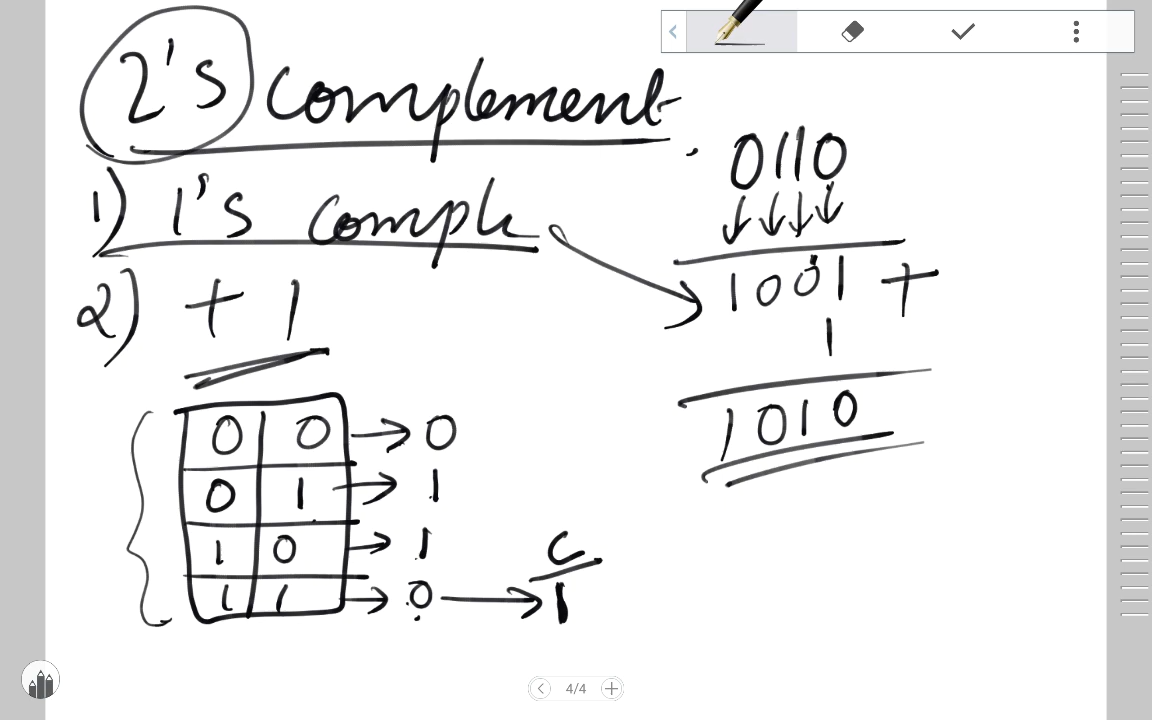 2's complement.
1) 1's comple
2) + 1
0110
1001 +
1
1010
0 0 → 0
0 1 → 1
1 0 → 1
1 1 → 0 → 1
C
4/4